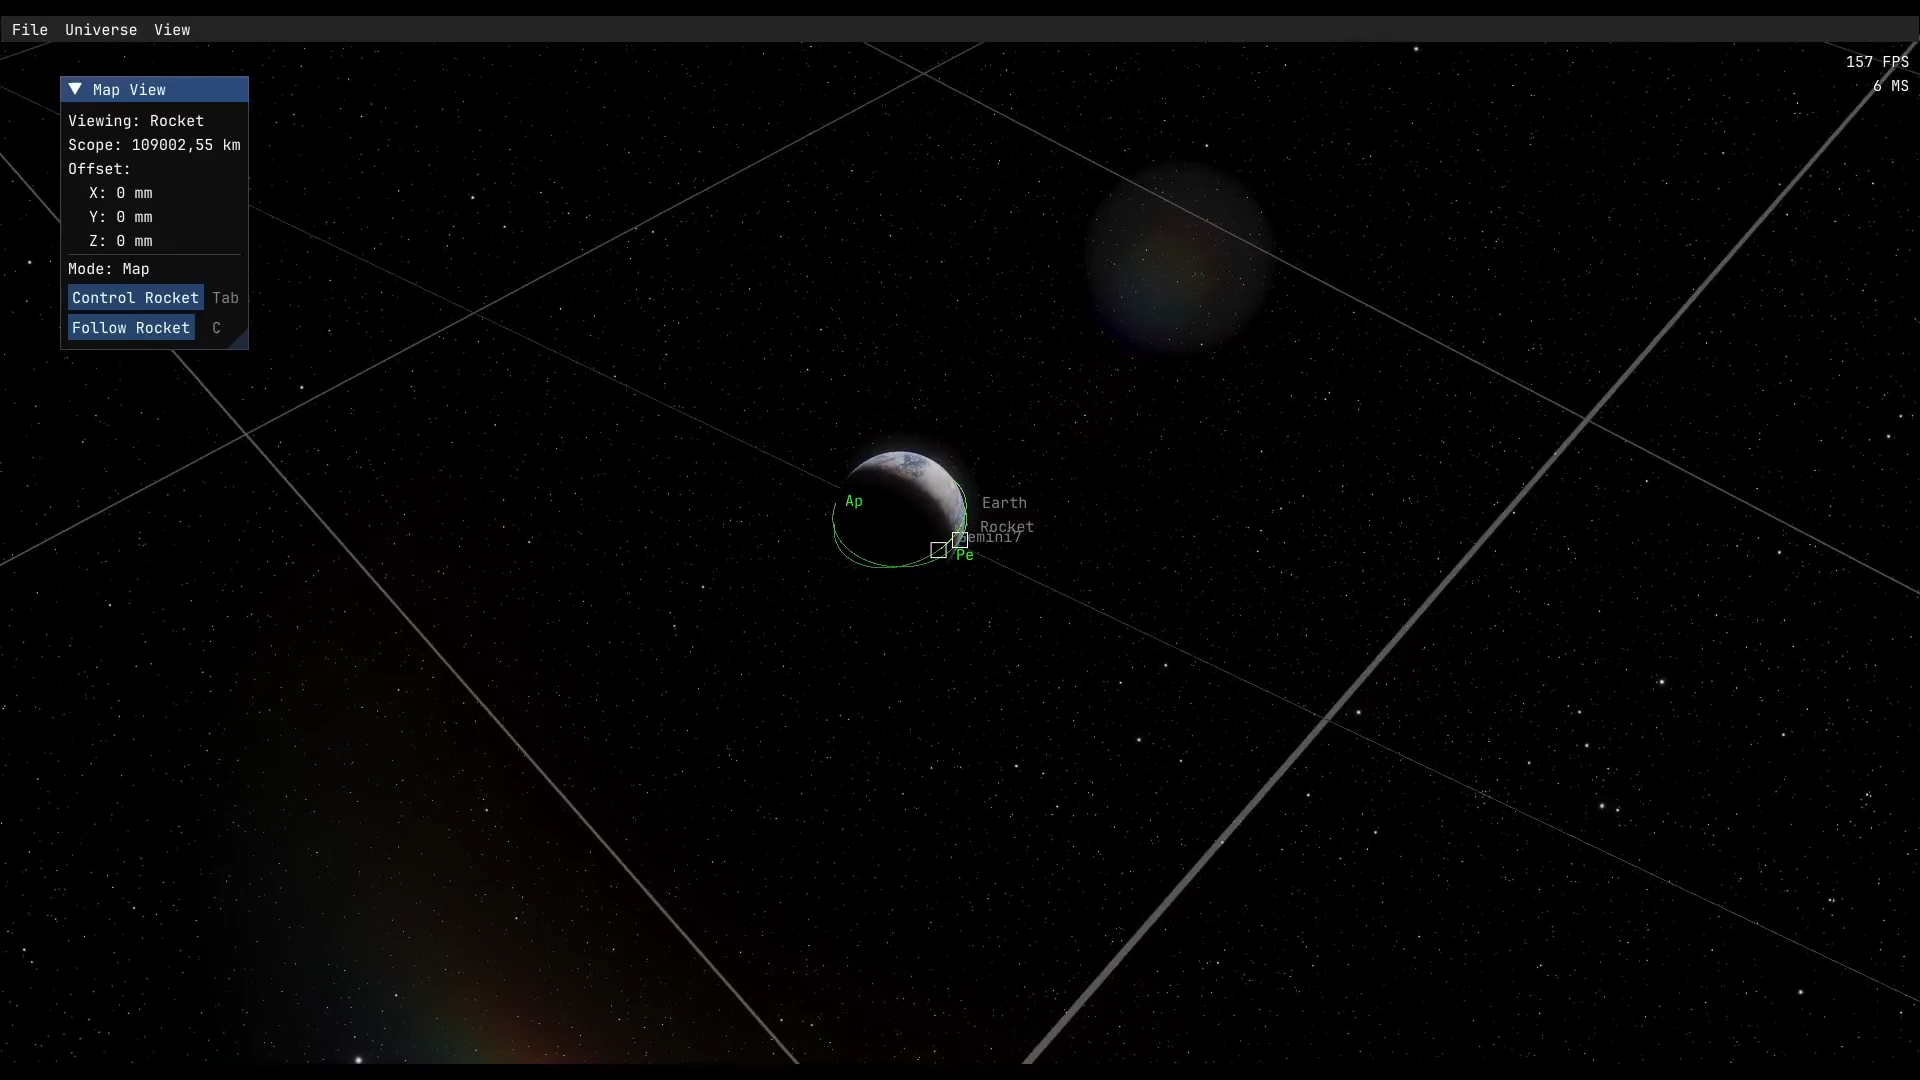 File Universe View
157 FPS
6 MS
Map View
Viewing: Rocket
Scope: 109002,55 km
Offset:
X: 0 mm
Y: 0 mm
Z: 0 mm
Mode: Map
Control Rocket Tab
Follow Rocket C
Ap
Earth
Rocket
Gemini7
Pe